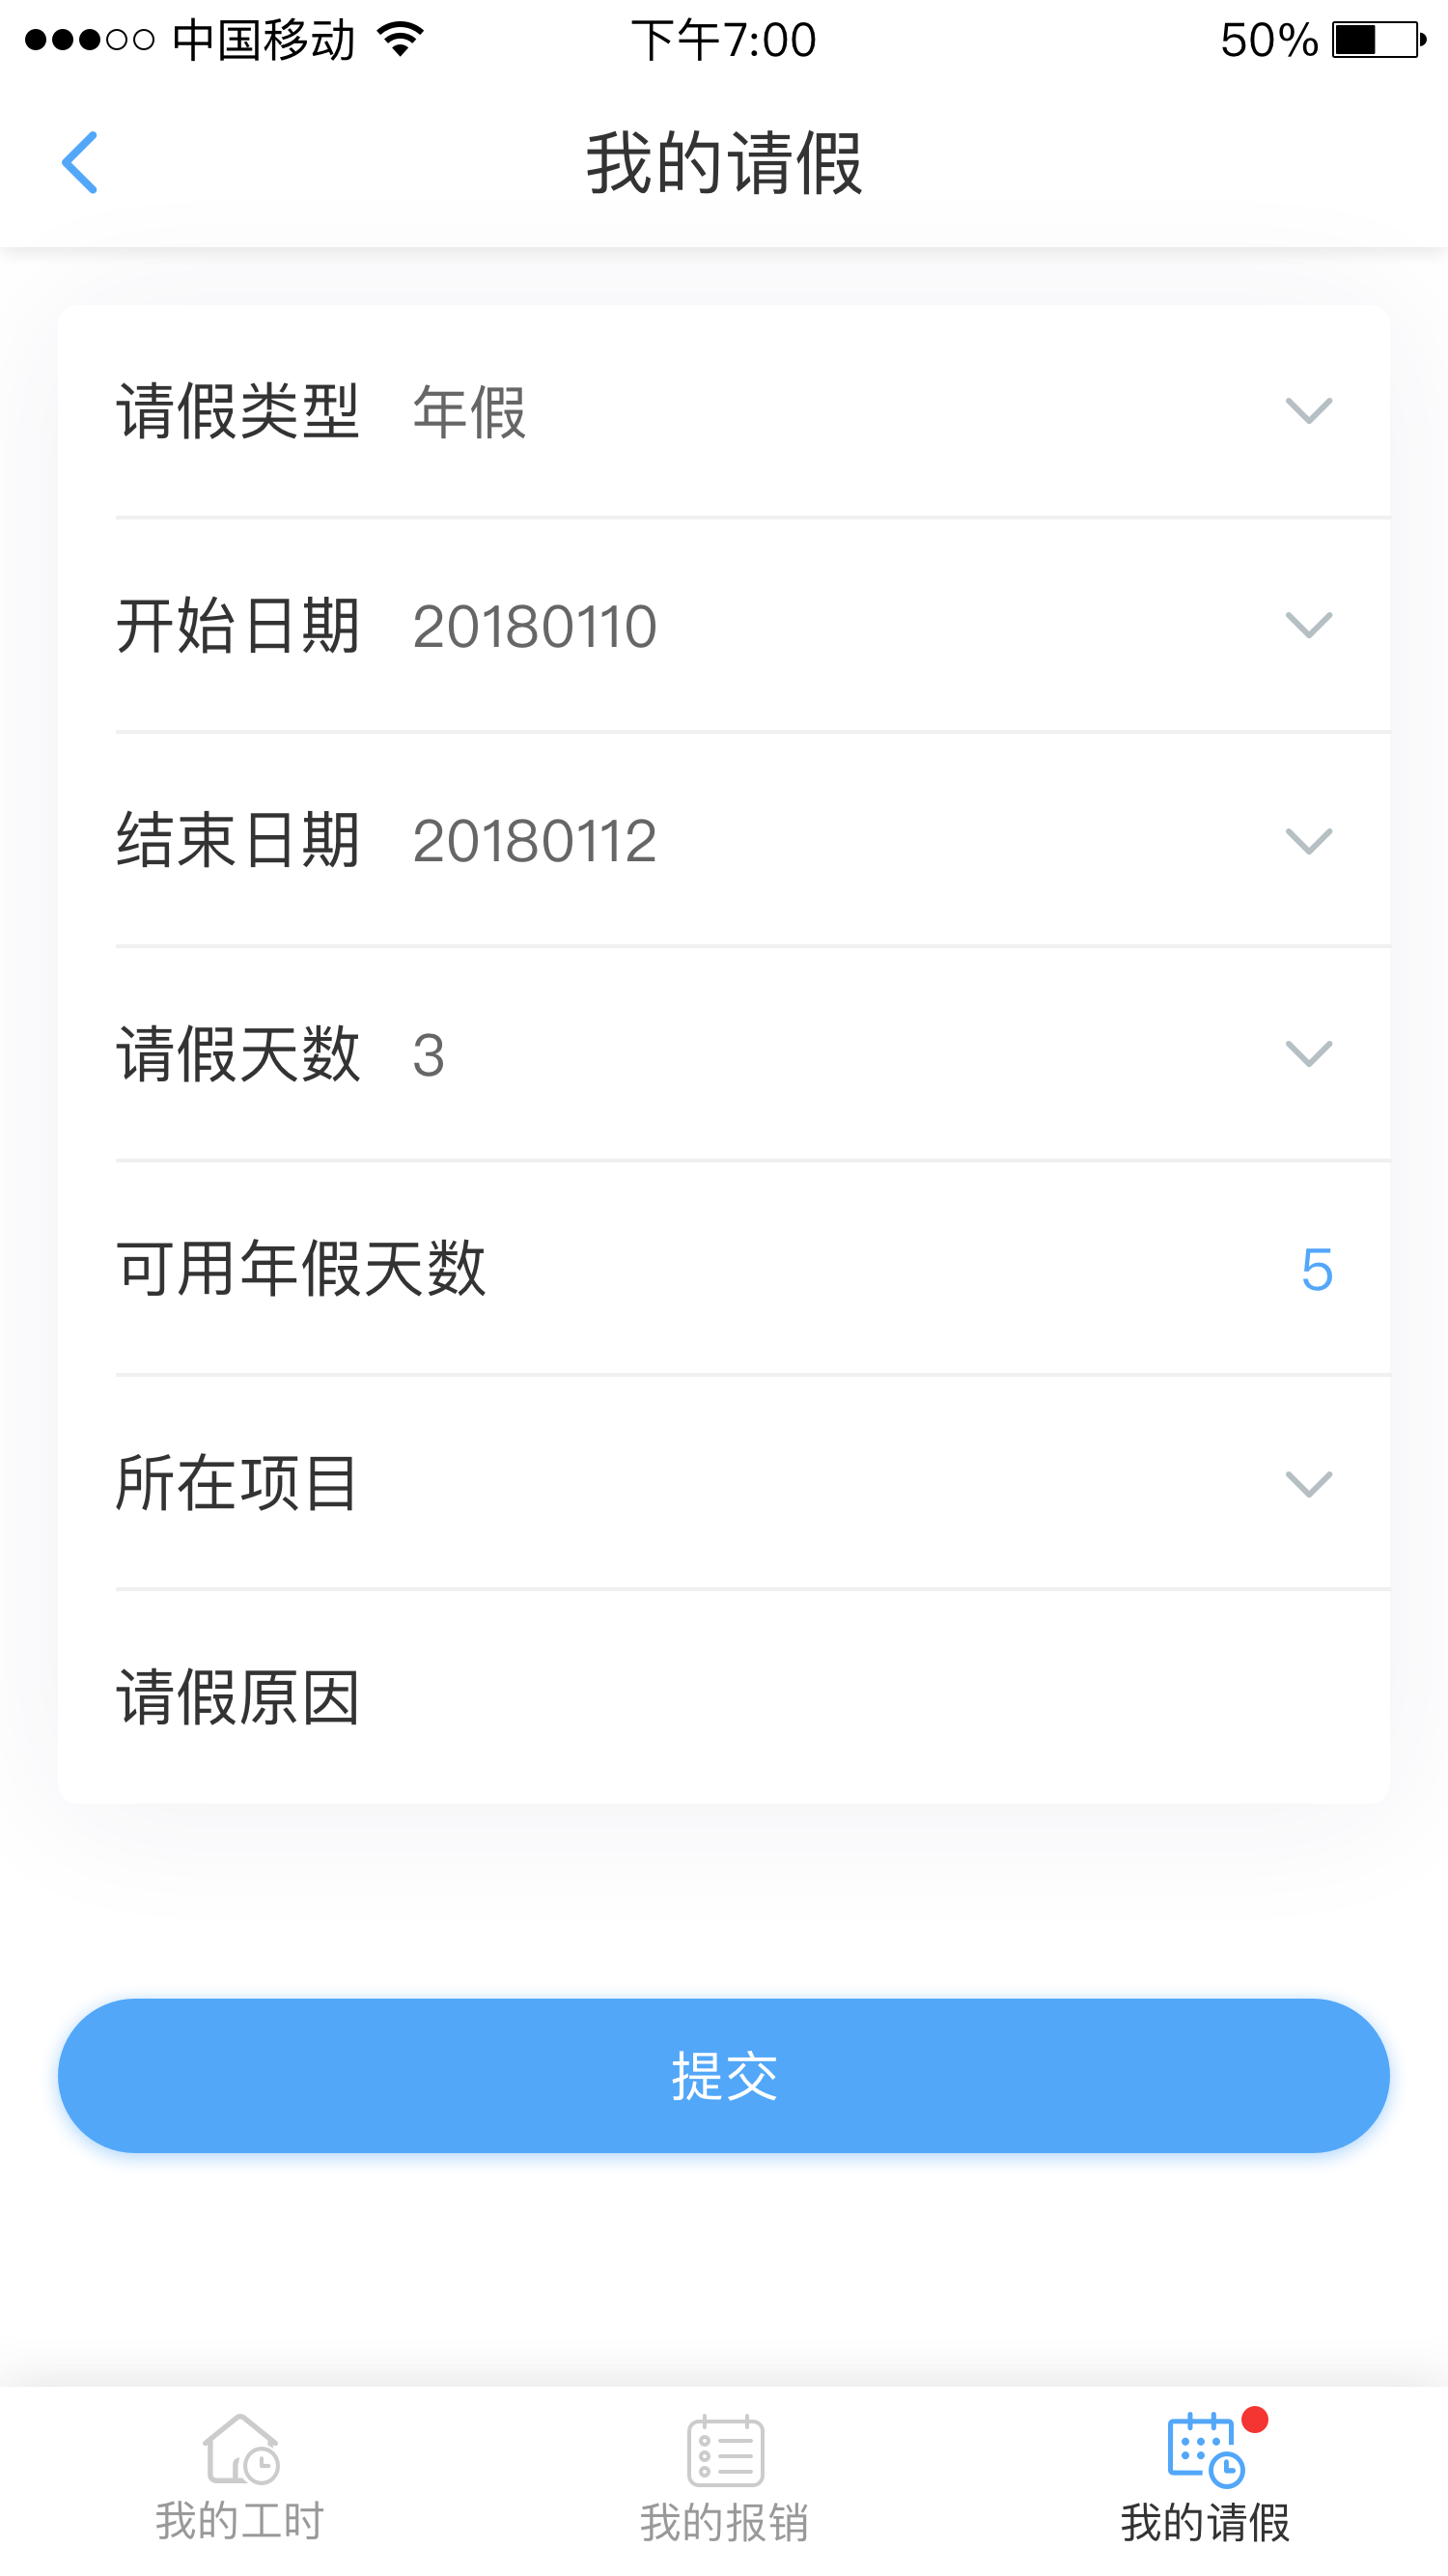 中国移动 下午7:00 50%
我的请假
请假类型 年假
开始日期 20180110
结束日期 20180112
请假天数 3
可用年假天数 5
所在项目
请假原因
提交
我的工时 我的报销 我的请假